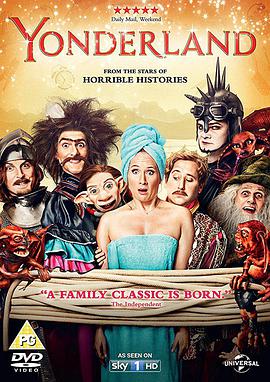 ★★★★★
Daily Mail, Weekend
YONDERLAND
FROM THE STARS OF
HORRIBLE HISTORIES
"A FAMILY CLASSIC IS BORN."
The Independent
PG
DVD
VIDEO
AS SEEN ON
sky 1 HD
UNIVERSAL